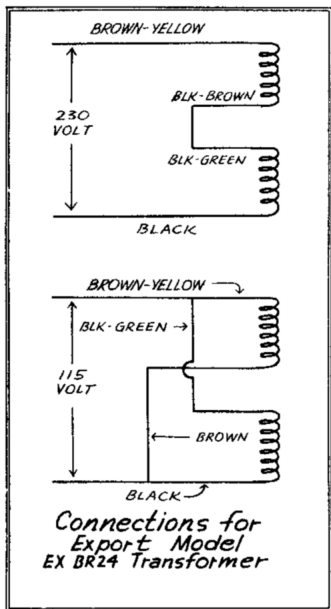 BROWN-YELLOW
BLK-BROWN
230
VOLT
BLK-GREEN
BLACK
BROWN-YELLOW
BLK-GREEN
115
VOLT
BROWN
BLACK
Connections for
Export Model
EX BR24 Transformer